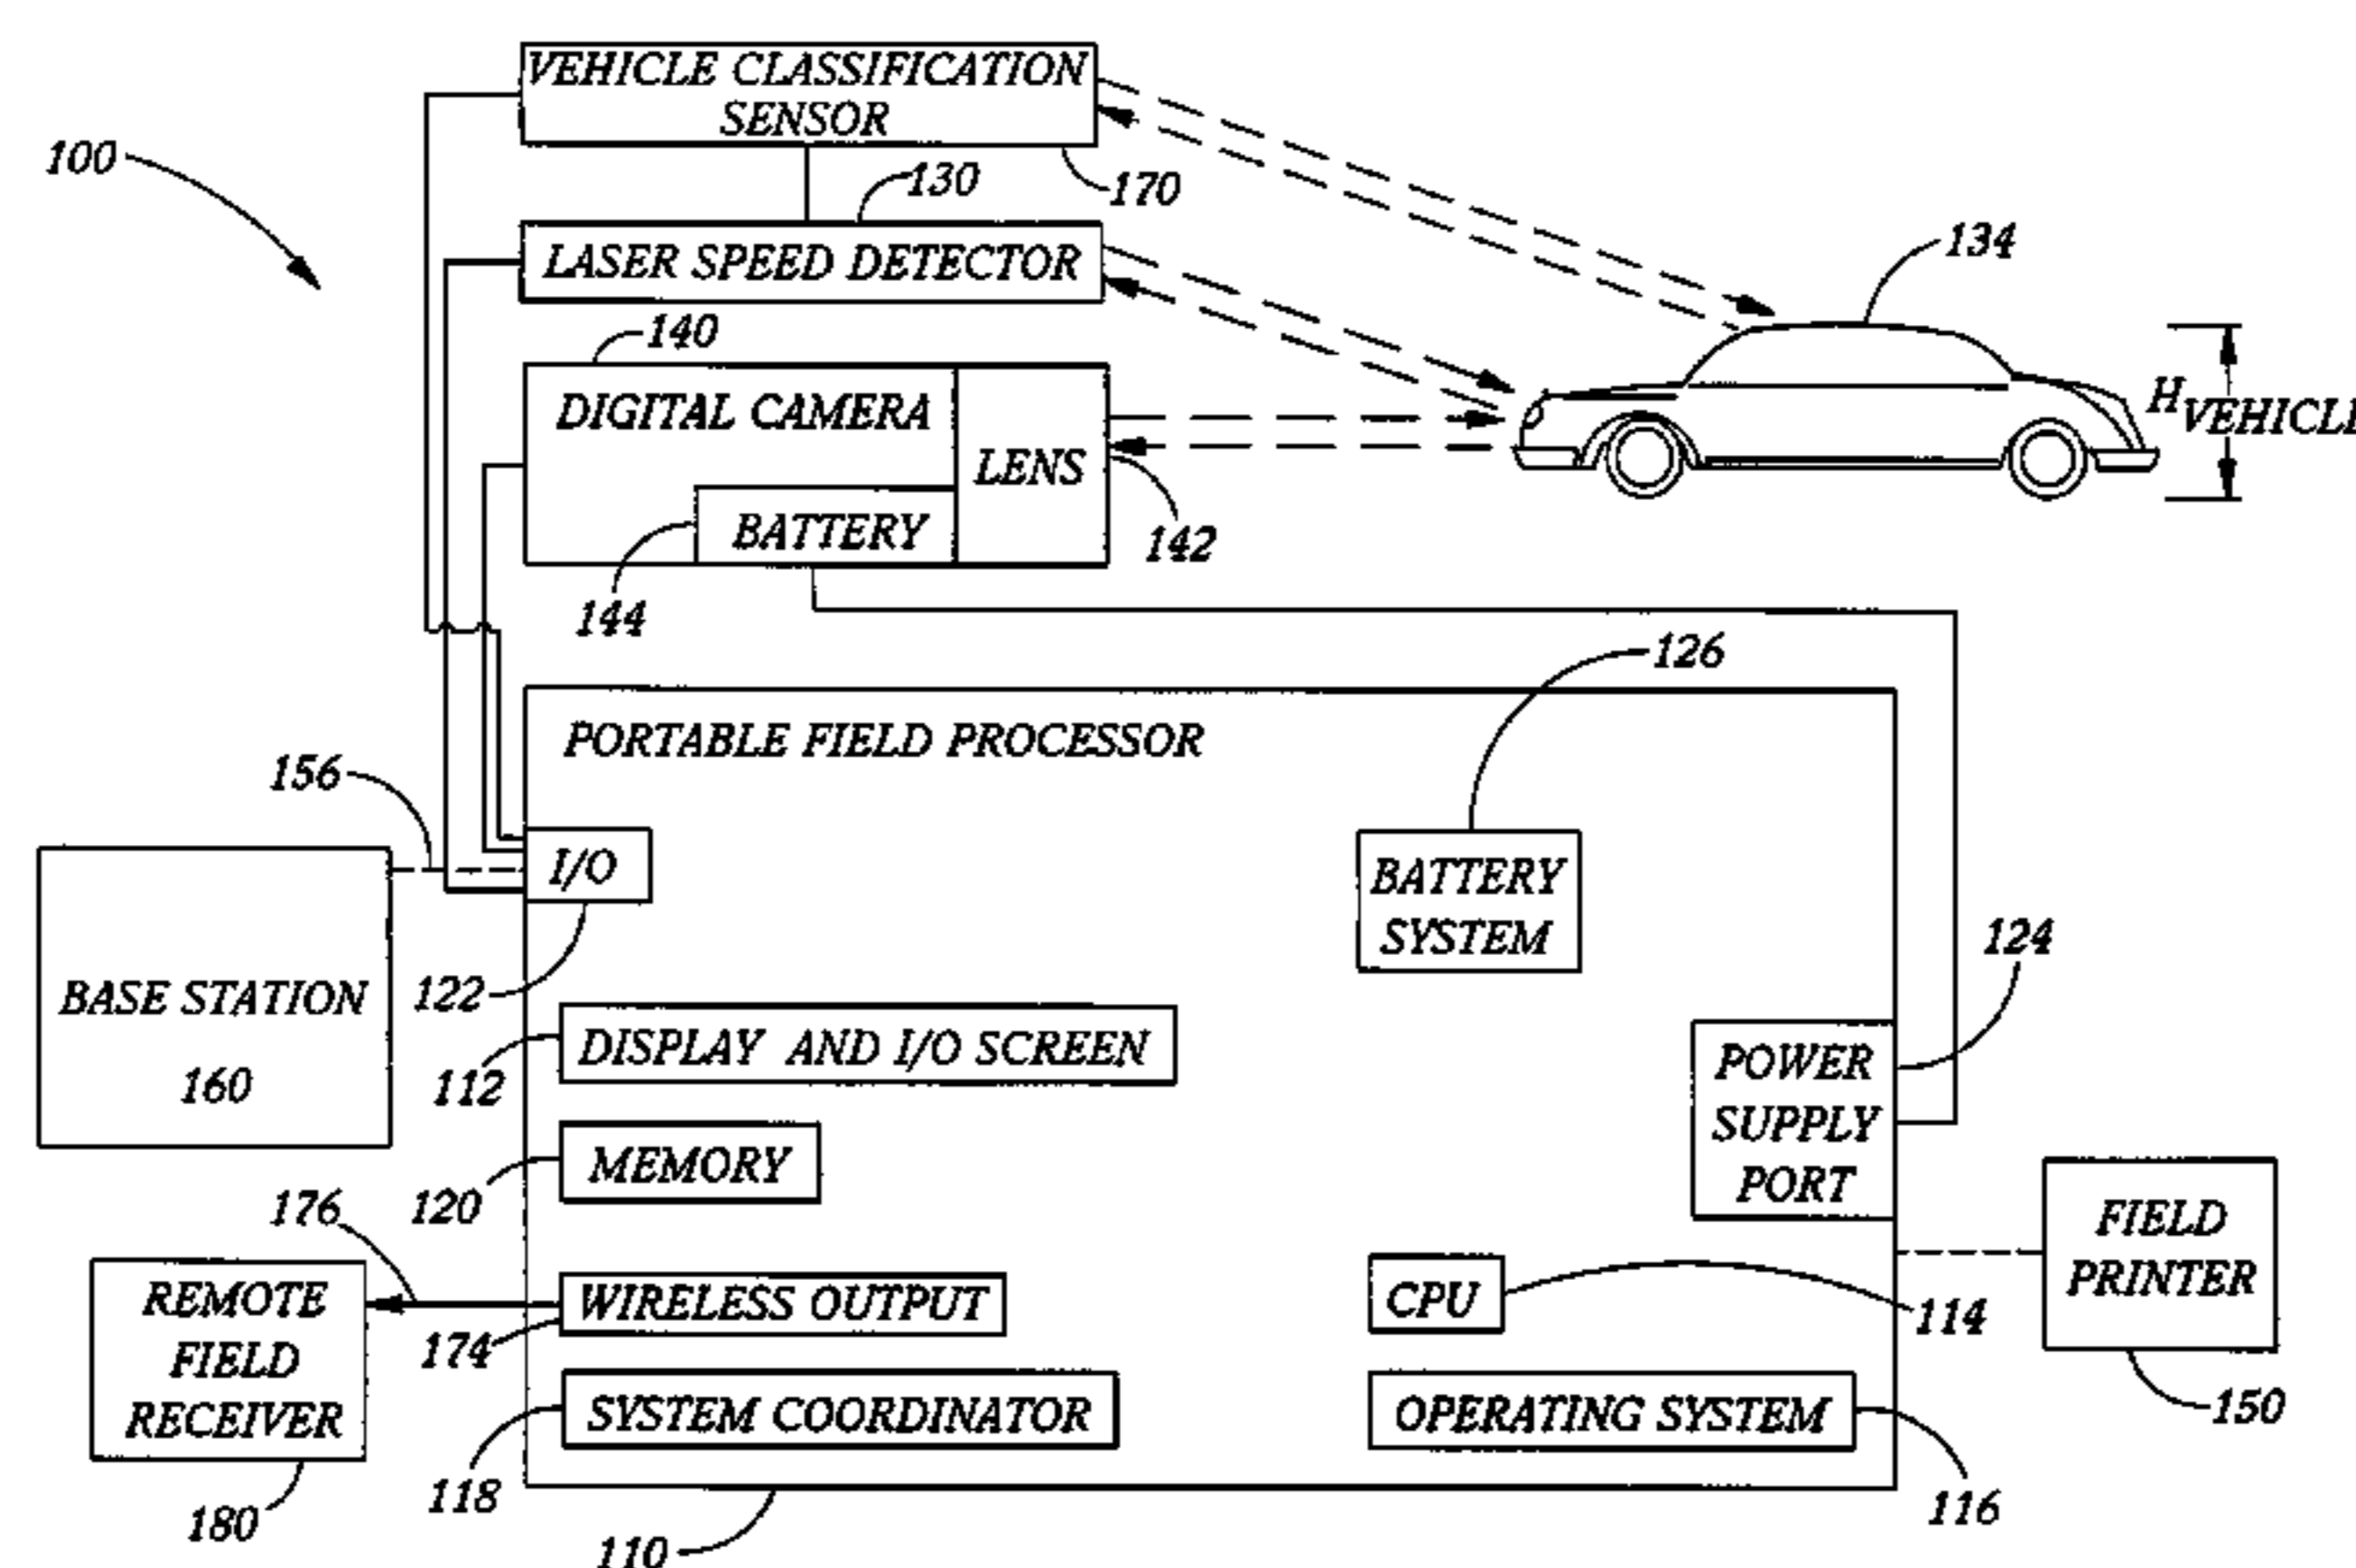 VEHICLE CLASSIFICATION
SENSOR
100
130
170
LASER SPEED DETECTOR
134
140
DIGITAL CAMERA
LENS
HVEHICLE
BATTERY
142
144
126
PORTABLE FIELD PROCESSOR
156
I/O
BATTERY
SYSTEM
124
BASE STATION
160
122
DISPLAY AND I/O SCREEN
112
POWER
SUPPLY
PORT
MEMORY
120
176
FIELD
PRINTER
REMOTE
FIELD
RECEIVER
WIRELESS OUTPUT
174
CPU
114
SYSTEM COORDINATOR
OPERATING SYSTEM
150
118
116
180
110